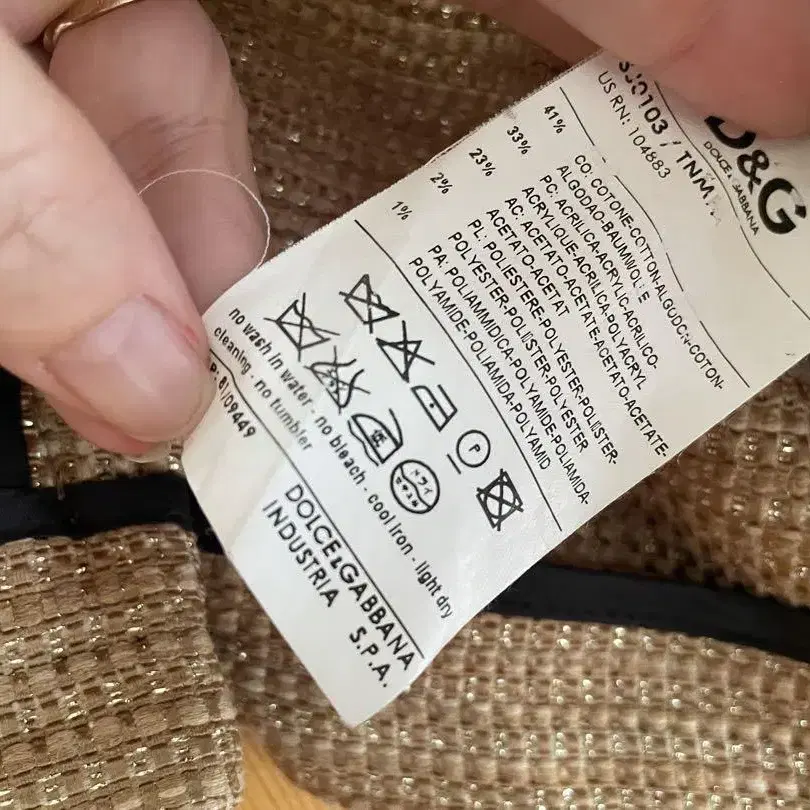 D&G
DOLCE & GABBANA
US RN: 104883
41% CO: COTONE-COTTON-ALGODON-COTON-
ALGODAO-BAUMWOLLE
33% PC: ACRILICA-ACRYLIC-ACRILICO-
ACRYLIQUE-ACRILICA-POLYACRYL
23% AC: ACETATO-ACETATE-ACETATO-ACETATE-
ACETATO-ACETAT
2% PL: POLIESTERE-POLYESTER-POLIESTER-
POLYESTER-POLIESTER-POLYESTER
1% PA: POLIAMMIDICA-POLYAMIDE-POLIAMIDA-
POLYAMIDE-POLIAMIDA-POLYAMID
P
ドライ
no wash in water - no bleach - cool iron - light dry
cleaning - no tumbler
DOLCE&GABBANA
INDUSTRIA S.P.A.